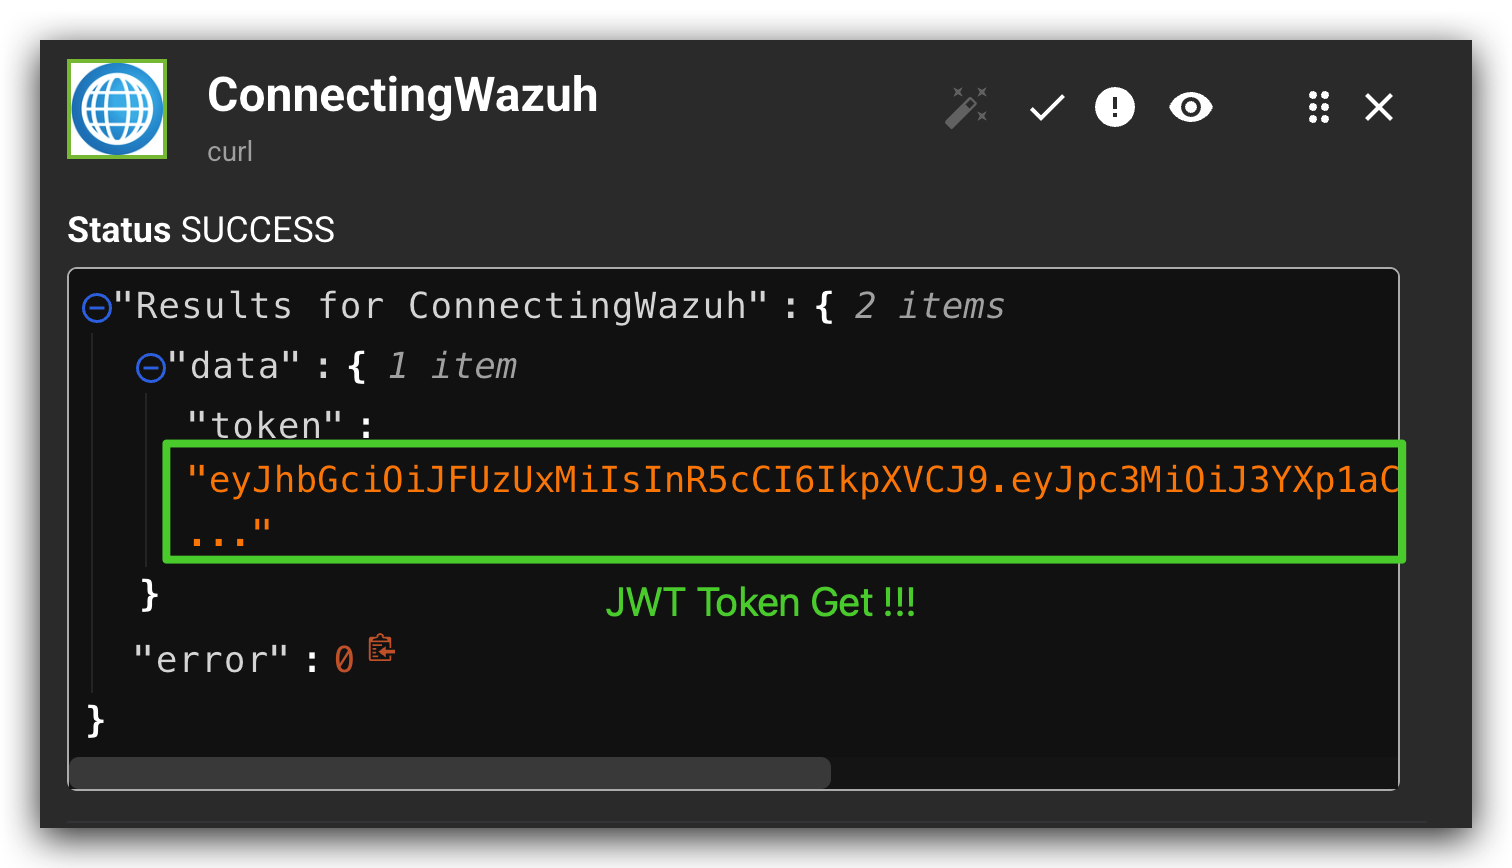 ConnectingWazuh
curl
Status SUCCESS
"Results for ConnectingWazuh" : { 2 items
"data" : { 1 item
"token" :
"eyJhbGciOiJFUzUxMiIsInR5cCI6IkpXVCJ9.eyJpc3MiOiJ3YXp1aC
..."
}
JWT Token Get !!!
"error" : 0
}